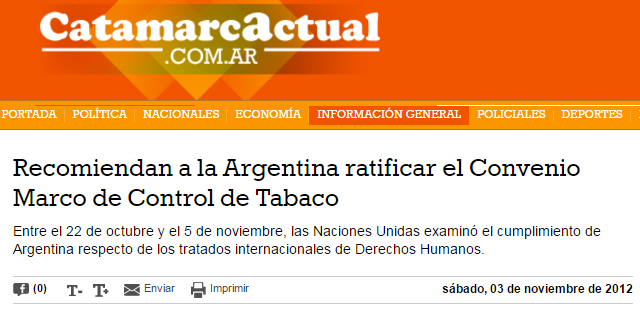 CatamarcActual
.COM.AR
PORTADA POLÍTICA NACIONALES ECONOMÍA INFORMACIÓN GENERAL POLICIALES DEPORTES
Recomiendan a la Argentina ratificar el Convenio
Marco de Control de Tabaco
Entre el 22 de octubre y el 5 de noviembre, las Naciones Unidas examinó el cumplimiento de
Argentina respecto de los tratados internacionales de Derechos Humanos.
(0) T- T+ Enviar Imprimir sábado, 03 de noviembre de 2012